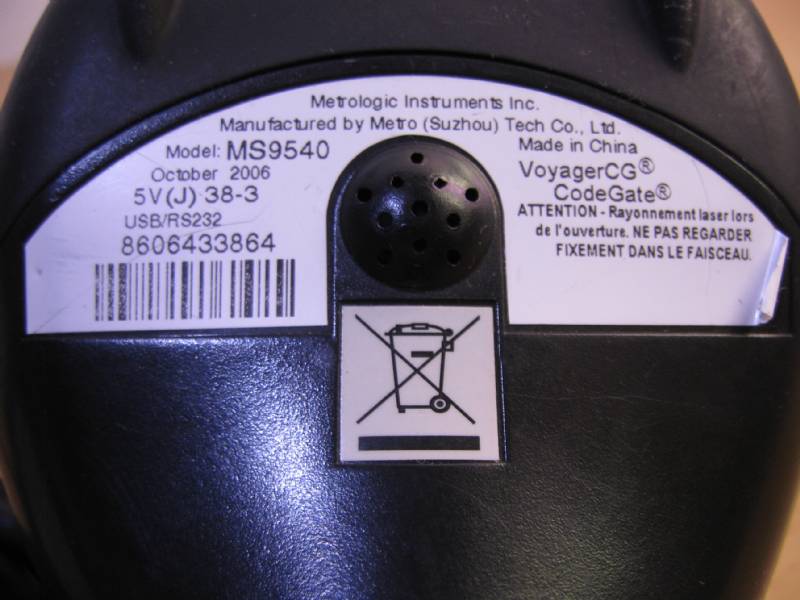 Metrologic Instruments Inc.
Manufactured by Metro (Suzhou) Tech Co., Ltd.
Model: MS9540
October 2006
5V(J) 38-3
USB/RS232
8606433864
Made in China
VoyagerCG®
CodeGate®
ATTENTION - Rayonnement laser lors
de l'ouverture. NE PAS REGARDER
FIXEMENT DANS LE FAISCEAU.